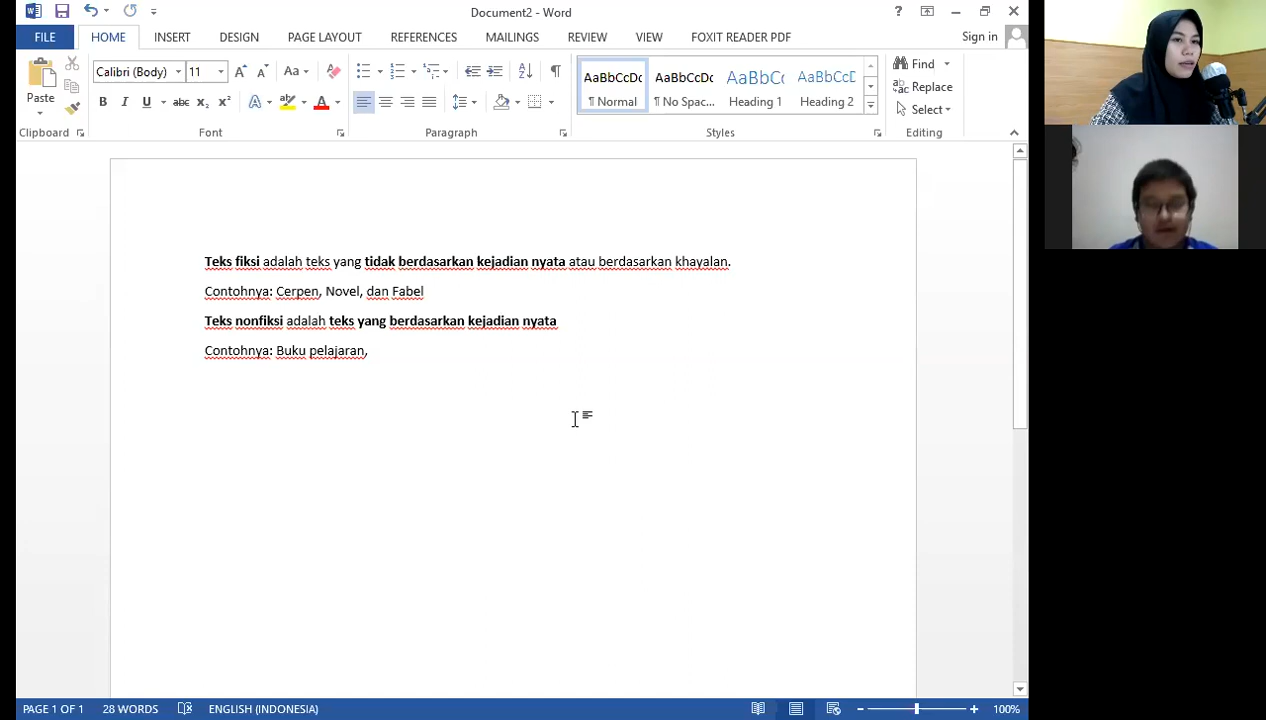 Document2 - Word
FILE HOME INSERT DESIGN PAGE LAYOUT REFERENCES MAILINGS REVIEW VIEW FOXIT READER PDF Sign in
Calibri (Body) 11 Aa
Paste
B I U abc x₂ x² A A
AaBbCcDc AaBbCcDc AaBbCc AaBbCcD
¶ Normal ¶ No Spac... Heading 1 Heading 2
Find
Replace
Select
Clipboard Font Paragraph Styles Editing
Teks fiksi adalah teks yang tidak berdasarkan kejadian nyata atau berdasarkan khayalan.
Contohnya: Cerpen, Novel, dan Fabel
Teks nonfiksi adalah teks yang berdasarkan kejadian nyata
Contohnya: Buku pelajaran,
PAGE 1 OF 1 28 WORDS ENGLISH (INDONESIA) 100%